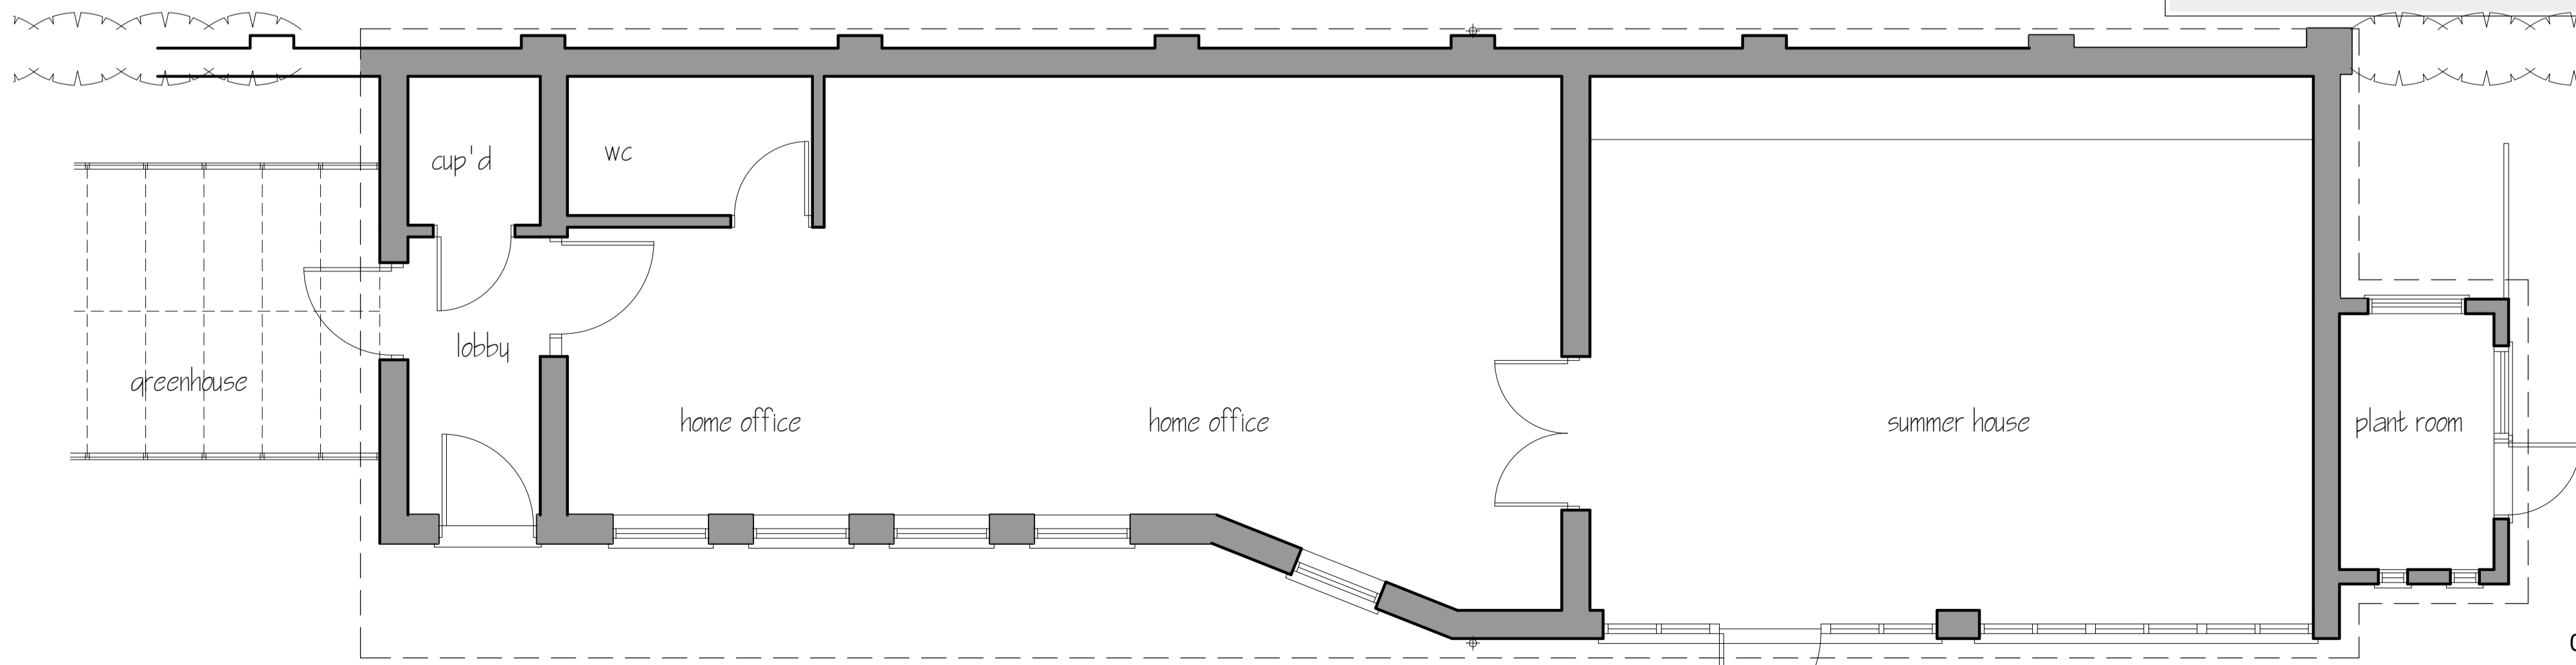 cup'd
wc
lobby
greenhouse
home office
home office
summer house
plant room